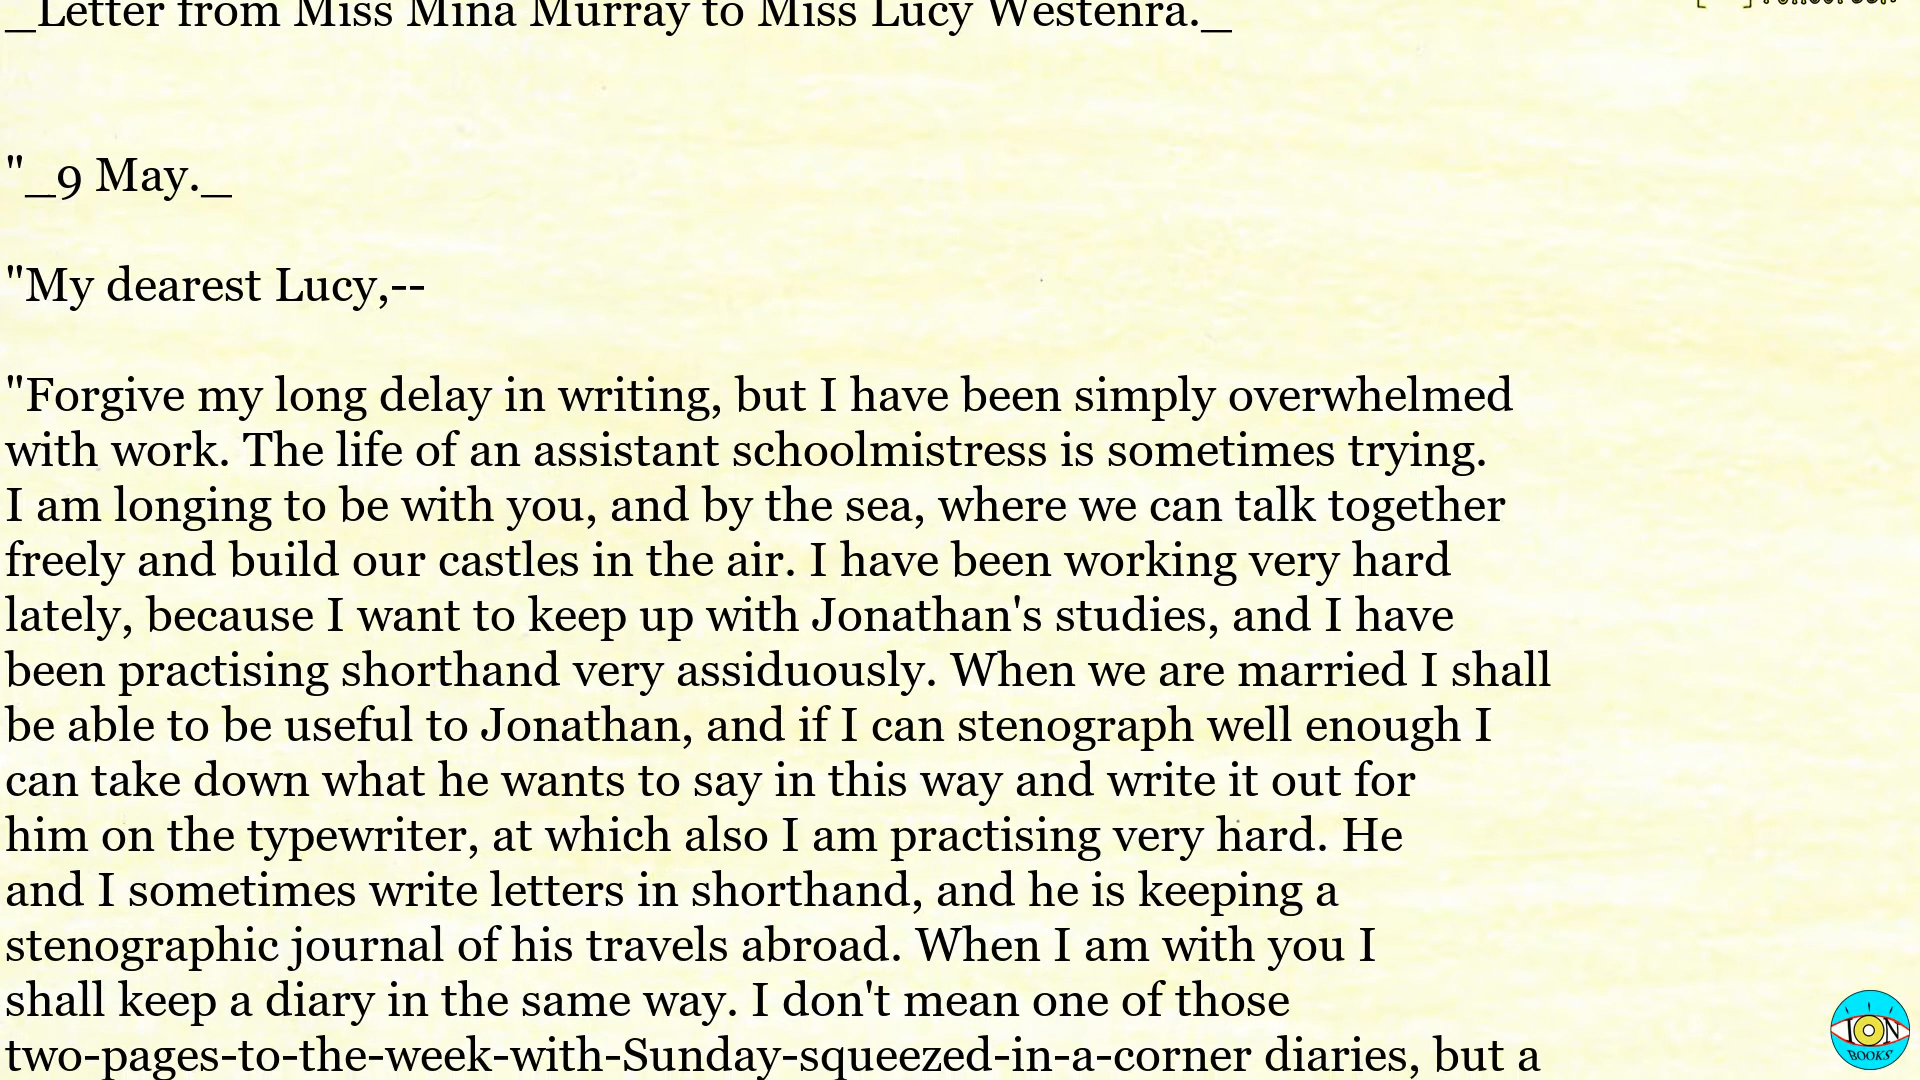 _Letter from Miss Mina Murray to Miss Lucy Westenra._
"_9 May._
"My dearest Lucy,--
"Forgive my long delay in writing, but I have been simply overwhelmed
with work. The life of an assistant schoolmistress is sometimes trying.
I am longing to be with you, and by the sea, where we can talk together
freely and build our castles in the air. I have been working very hard
lately, because I want to keep up with Jonathan's studies, and I have
been practising shorthand very assiduously. When we are married I shall
be able to be useful to Jonathan, and if I can stenograph well enough I
can take down what he wants to say in this way and write it out for
him on the typewriter, at which also I am practising very hard. He
and I sometimes write letters in shorthand, and he is keeping a
stenographic journal of his travels abroad. When I am with you I
shall keep a diary in the same way. I don't mean one of those
two-pages-to-the-week-with-Sunday-squeezed-in-a-corner diaries, but a
ION
BOOKS